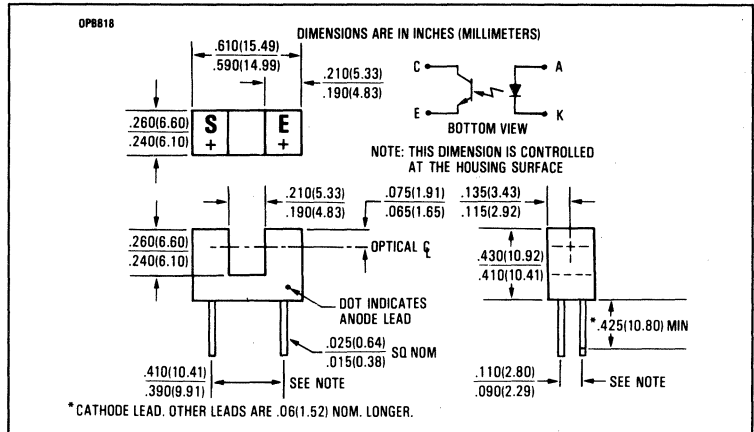 OPB818
DIMENSIONS ARE IN INCHES (MILLIMETERS)
.610(15.49)
.590(14.99)
.210(5.33)
.190(4.83)
C
A
E
K
BOTTOM VIEW
.260(6.60)
.240(6.10)
S
E
+
+
NOTE: THIS DIMENSION IS CONTROLLED
AT THE HOUSING SURFACE
.210(5.33)
.190(4.83)
.075(1.91)
.065(1.65)
.135(3.43)
.115(2.92)
.260(6.60)
.240(6.10)
OPTICAL ℄
.430(10.92)
.410(10.41)
DOT INDICATES
ANODE LEAD
*.425(10.80) MIN
.025(0.64)
.015(0.38)
SQ NOM
.410(10.41)
.390(9.91)
SEE NOTE
.110(2.80)
.090(2.29)
SEE NOTE
*CATHODE LEAD. OTHER LEADS ARE .06(1.52) NOM. LONGER.